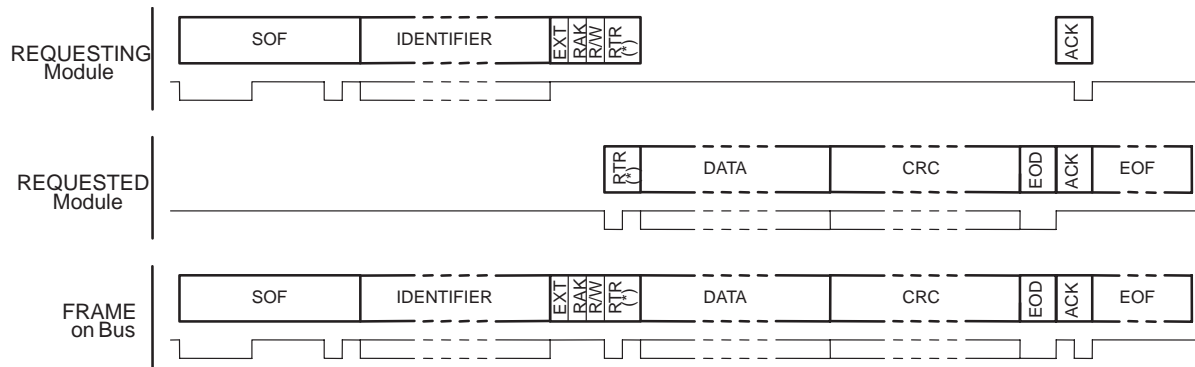 REQUESTING
Module
SOF
IDENTIFIER
EXT
RAK
R/W
RTR
(*)
ACK
REQUESTED
Module
RTR
(*)
DATA
CRC
EOD
ACK
EOF
FRAME
on Bus
SOF
IDENTIFIER
EXT
RAK
R/W
RTR
(*)
DATA
CRC
EOD
ACK
EOF